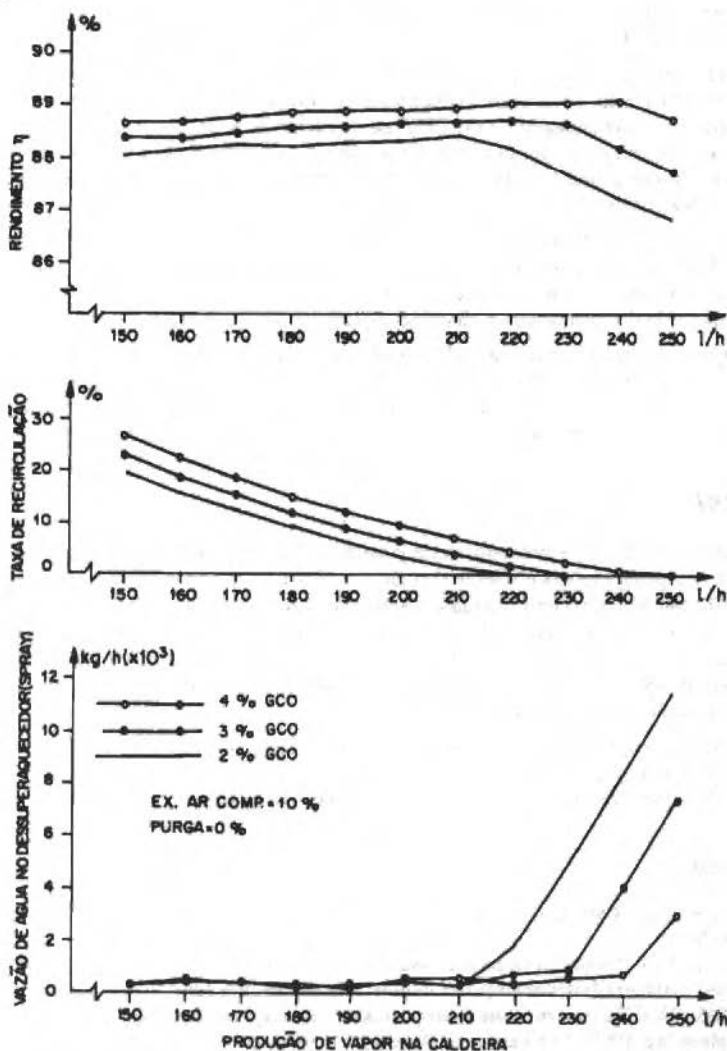 %
90
89
88
87
86
RENDIMENTO η
150 160 170 180 190 200 210 220 230 240 250 l/h
%
30
20
10
0
TAXA DE RECIRCULAÇÃO
150 160 170 180 190 200 210 220 230 240 250 l/h
kg/h(x10³)
12
10
8
6
4
2
0
VAZÃO DE ÁGUA NO DESSUPERAQUECEDOR(SPRAY)
4 % GCO
3 % GCO
2 % GCO
EX. AR COMP.=10 %
PURGA=0 %
150 160 170 180 190 200 210 220 230 240 250 l/h
PRODUÇÃO DE VAPOR NA CALDEIRA